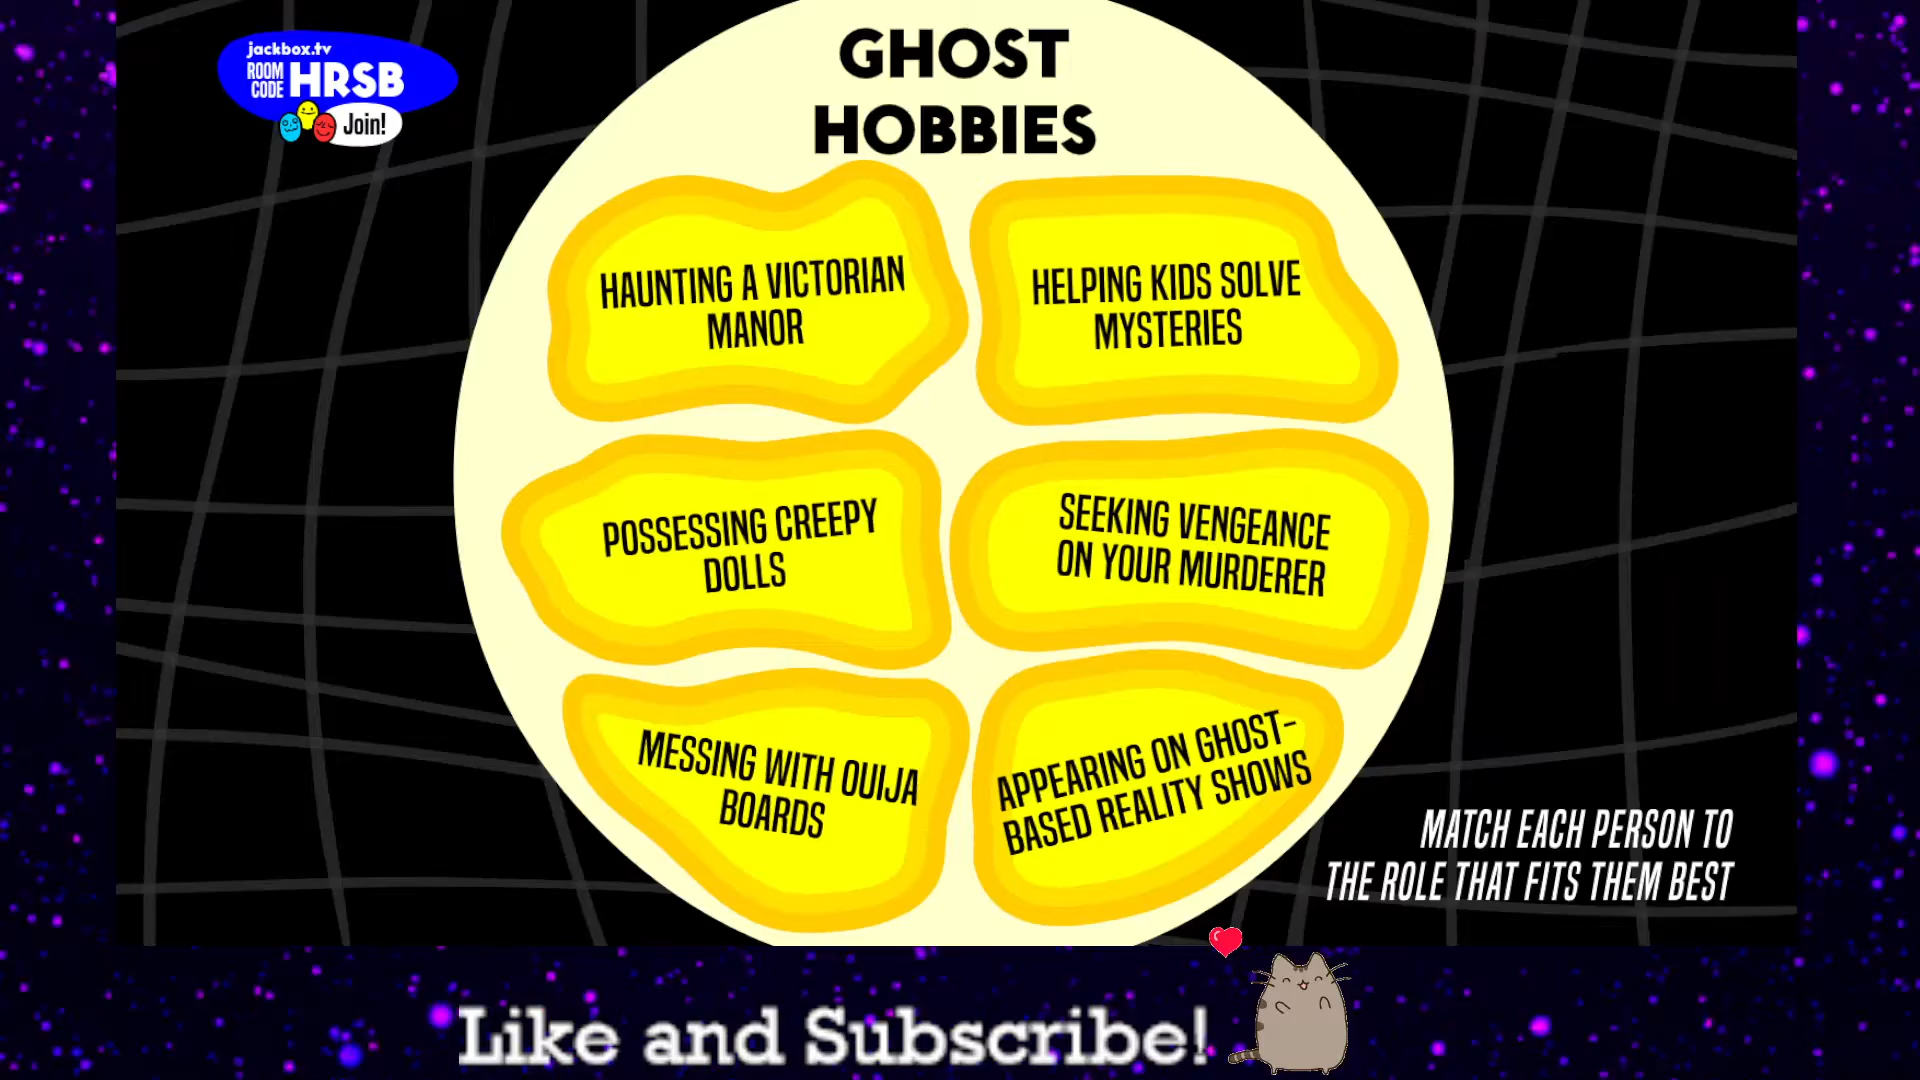 jackbox.tv
ROOM
CODE
HRSB
Join!
GHOST
HOBBIES
HAUNTING A VICTORIAN
MANOR
HELPING KIDS SOLVE
MYSTERIES
POSSESSING CREEPY
DOLLS
SEEKING VENGEANCE
ON YOUR MURDERER
MESSING WITH OUIJA
BOARDS
APPEARING ON GHOST-
BASED REALITY SHOWS
MATCH EACH PERSON TO
THE ROLE THAT FITS THEM BEST
Like and Subscribe!